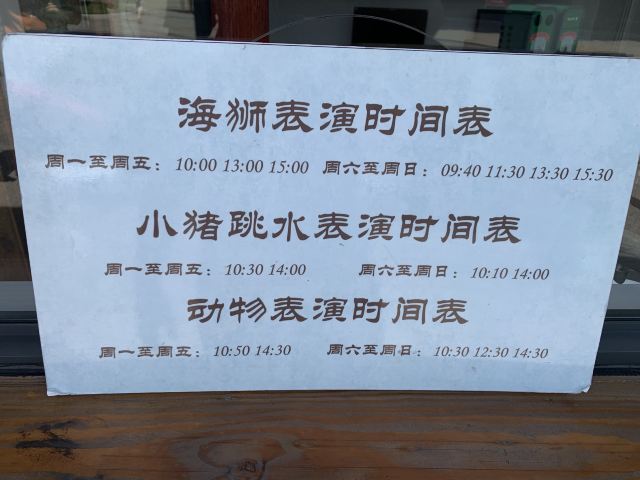 海狮表演时间表
周一至周五：10:00 13:00 15:00 周六至周日：09:40 11:30 13:30 15:30
小猪跳水表演时间表
周一至周五：10:30 14:00 周六至周日：10:10 14:00
动物表演时间表
周一至周五：10:50 14:30 周六至周日：10:30 12:30 14:30